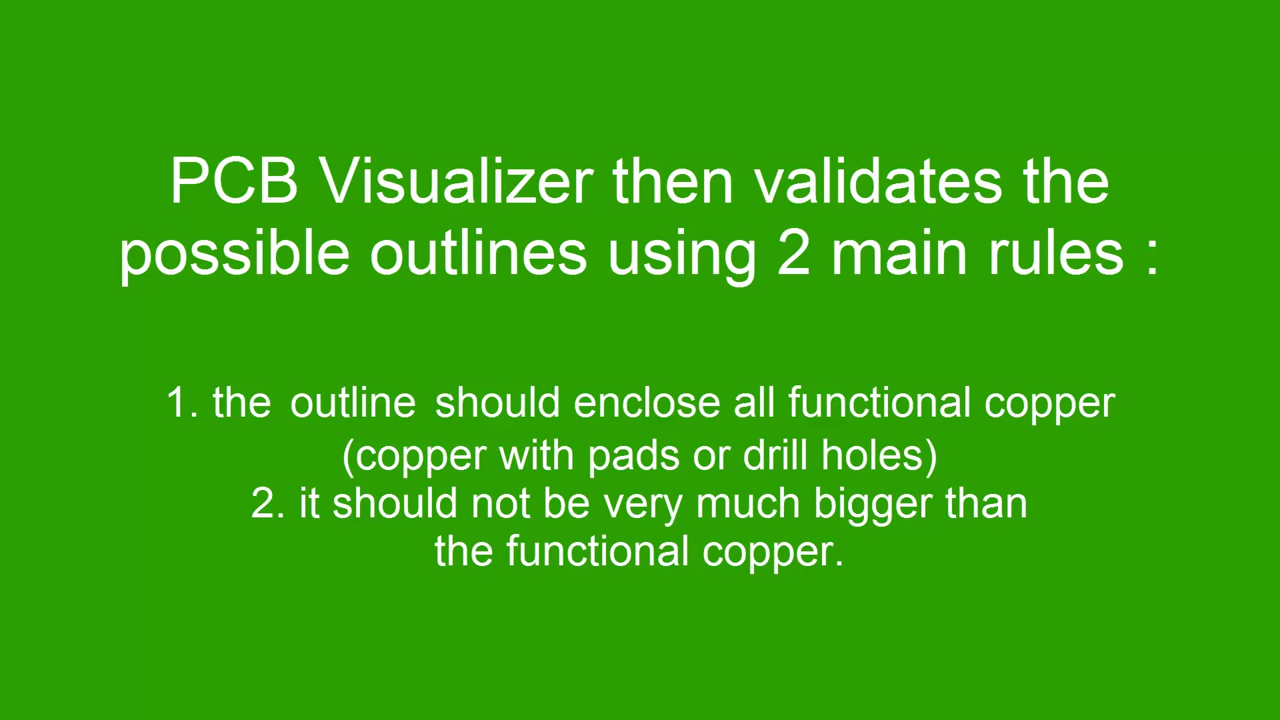 PCB Visualizer then validates the
possible outlines using 2 main rules :
1. the outline should enclose all functional copper
(copper with pads or drill holes)
2. it should not be very much bigger than
the functional copper.